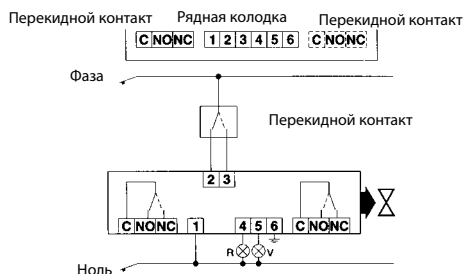 Перекидной контакт Рядная колодка Перекидной контакт
C NO NC 1 2 3 4 5 6 C NO NC
Фаза
Перекидной контакт
2 3
C NO NC 1 4 5 6 C NO NC
R V
Ноль